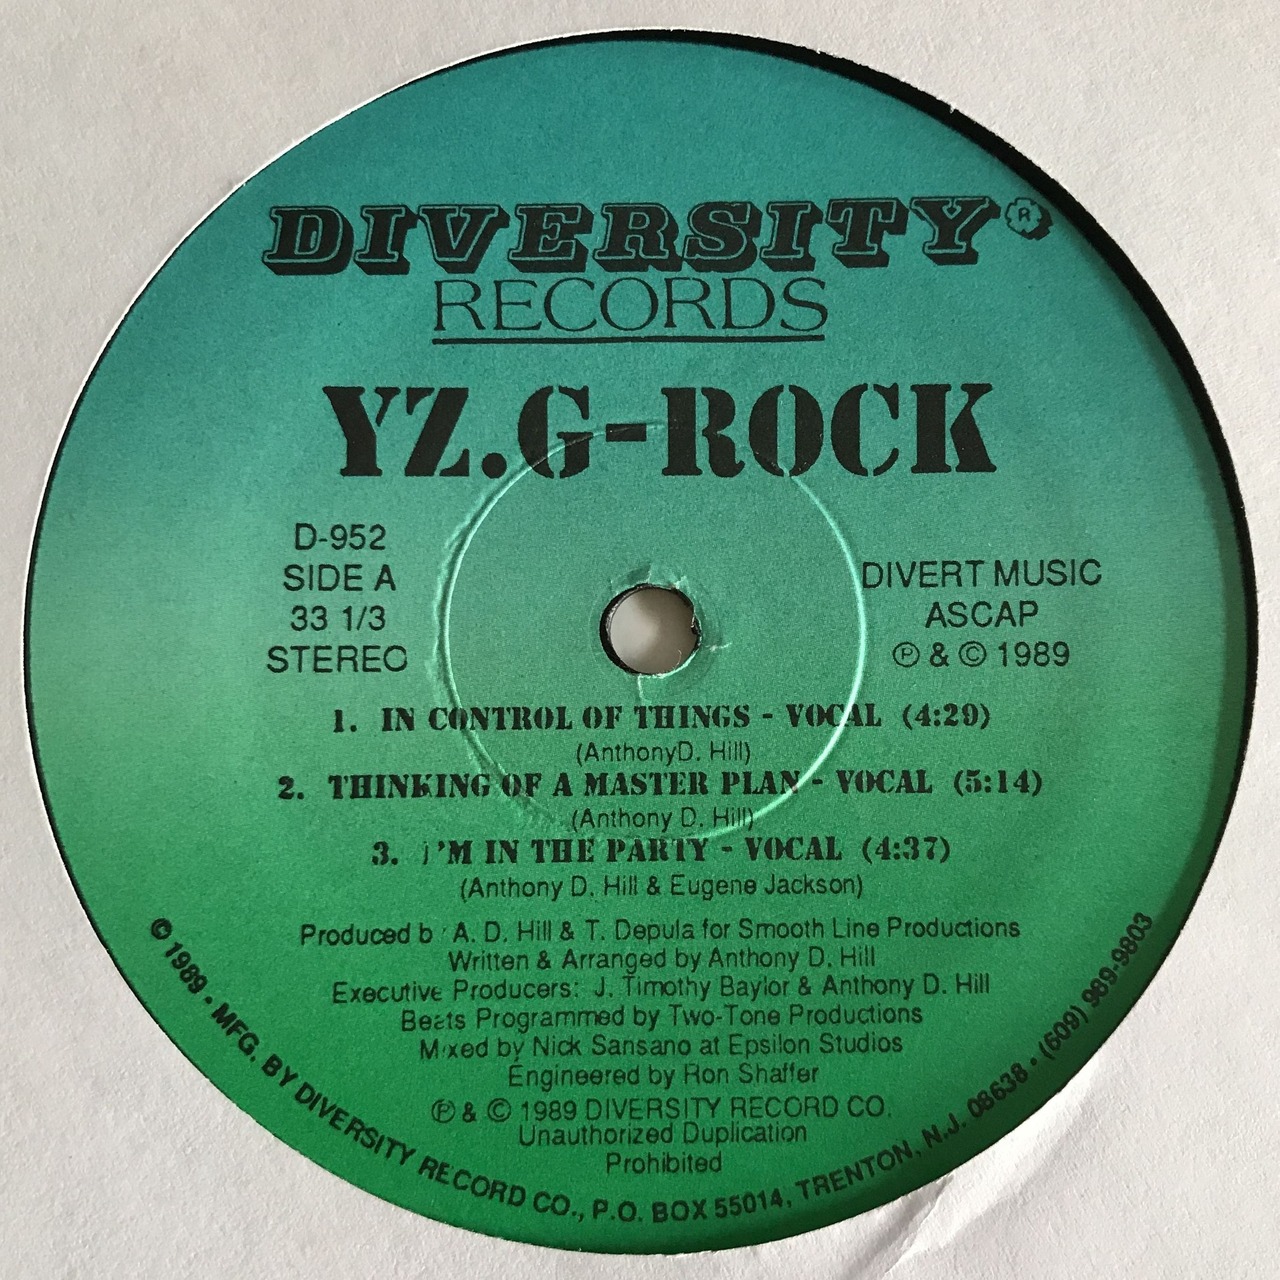 DIVERSITY®
RECORDS
YZ.G-ROCK
D-952
SIDE A
33 1/3
STEREO
DIVERT MUSIC
ASCAP
℗ & © 1989
1. IN CONTROL OF THINGS - VOCAL (4:29)
(AnthonyD. Hill)
2. THINKING OF A MASTER PLAN - VOCAL (5:14)
(Anthony D. Hill)
3. I'M IN THE PARTY - VOCAL (4:37)
(Anthony D. Hill & Eugene Jackson)
Produced by A. D. Hill & T. Depula for Smooth Line Productions
Written & Arranged by Anthony D. Hill
Executive Producers: J. Timothy Baylor & Anthony D. Hill
Beats Programmed by Two-Tone Productions
Mixed by Nick Sansano at Epsilon Studios
Engineered by Ron Shaffer
℗ & © 1989 DIVERSITY RECORD CO.
Unauthorized Duplication
Prohibited
© 1989 • MFG. BY DIVERSITY RECORD CO., P.O. BOX 55014, TRENTON, N.J. 08638 • (609) 989-9803